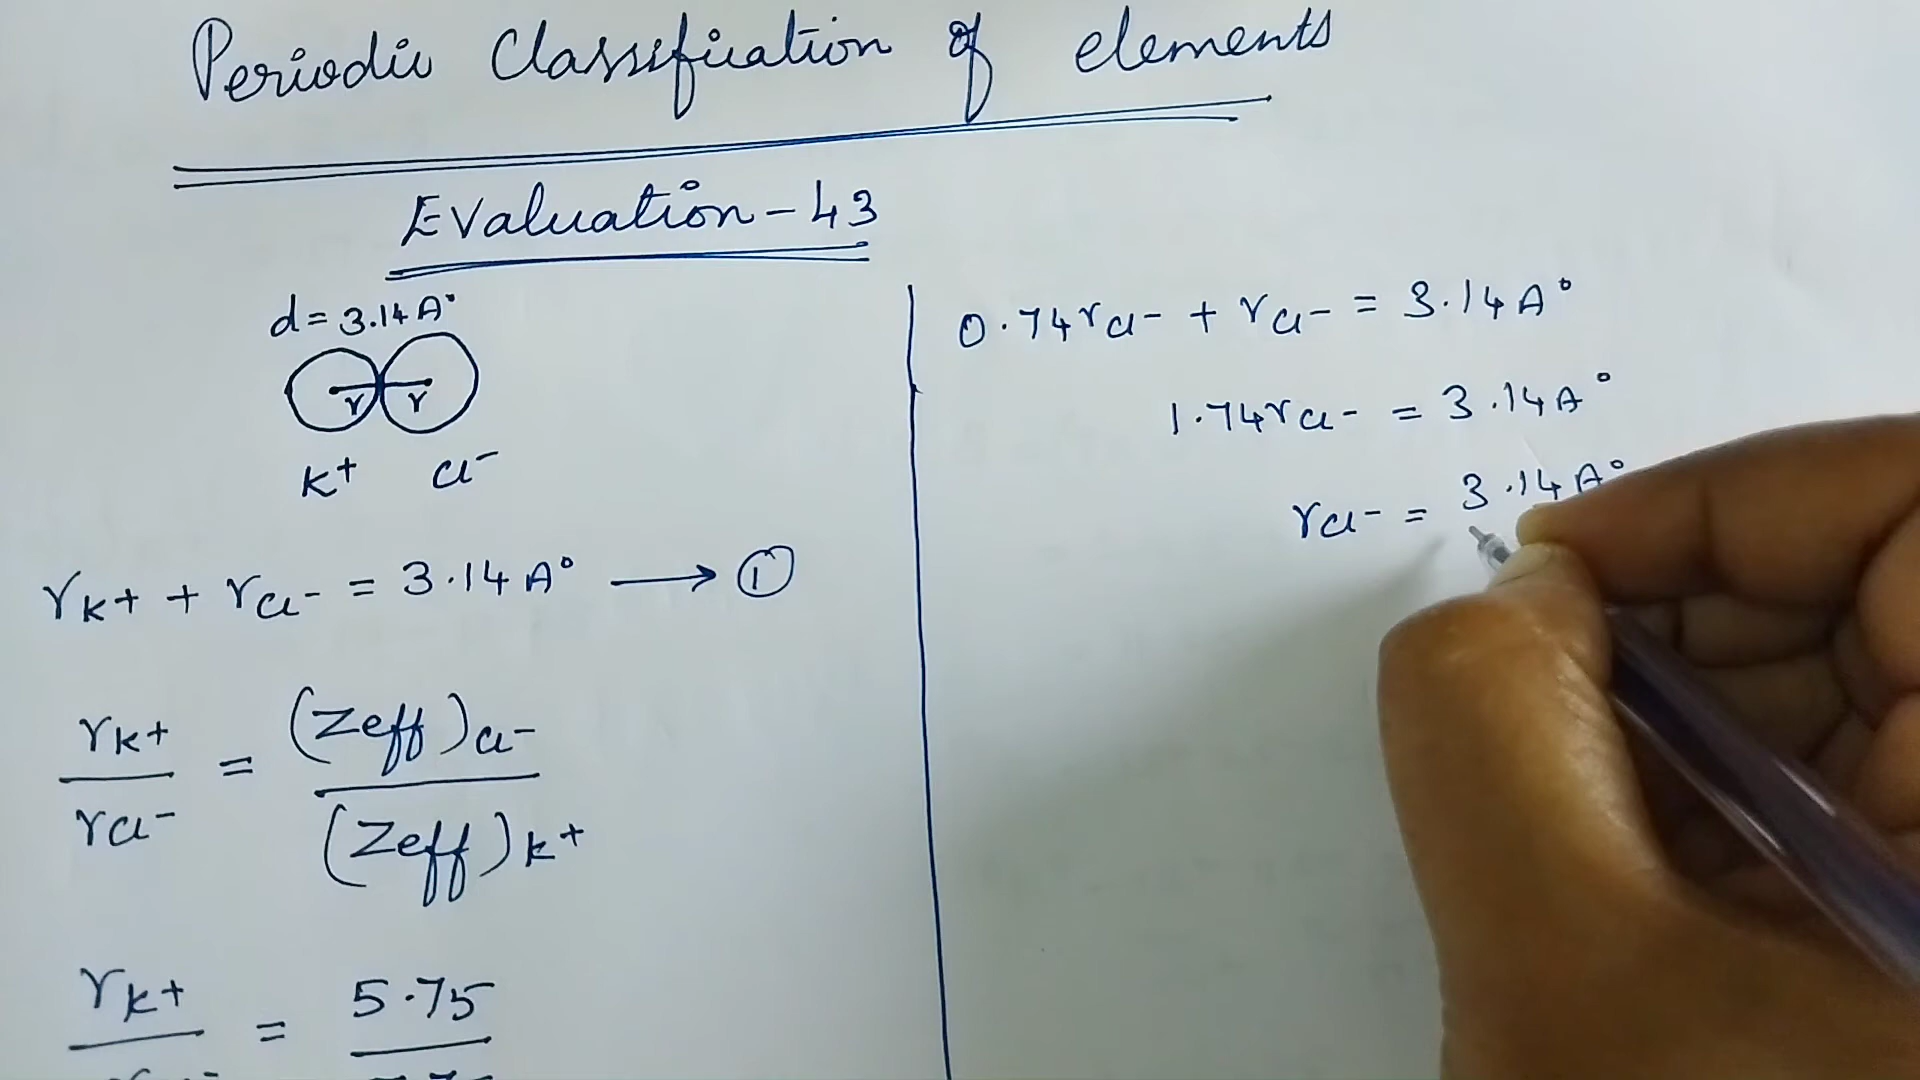 Periodic Classification of elements
Evaluation - 43
d = 3.14 A°
r r
K+ Cl-
rK+ + rCl- = 3.14 A° → ①
rK+ / rCl- = (Zeff)Cl- / (Zeff)K+
rK+ = 5.75
0.74 rCl- + rCl- = 3.14 A°
1.74 rCl- = 3.14 A°
rCl- = 3.14 A°